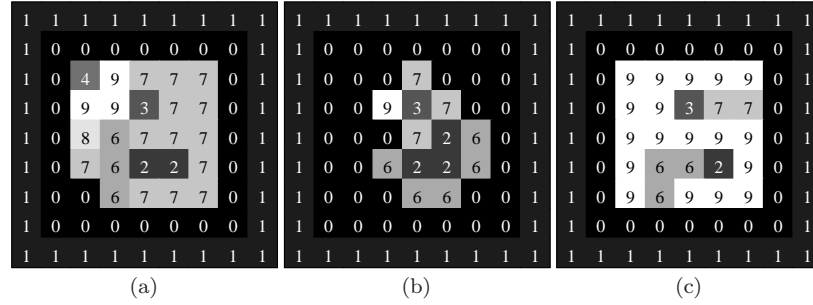 1 1 1 1 1 1 1 1 1
1 0 0 0 0 0 0 0 1
1 0 4 9 7 7 7 0 1
1 0 9 9 3 7 7 0 1
1 0 8 6 7 7 7 0 1
1 0 7 6 2 2 7 0 1
1 0 0 6 7 7 7 0 1
1 0 0 0 0 0 0 0 1
1 1 1 1 1 1 1 1 1
(a)
1 1 1 1 1 1 1 1 1
1 0 0 0 0 0 0 0 1
1 0 0 0 7 0 0 0 1
1 0 0 9 3 7 0 0 1
1 0 0 0 7 2 6 0 1
1 0 0 6 2 2 6 0 1
1 0 0 0 6 6 0 0 1
1 0 0 0 0 0 0 0 1
1 1 1 1 1 1 1 1 1
(b)
1 1 1 1 1 1 1 1 1
1 0 0 0 0 0 0 0 1
1 0 9 9 9 9 9 0 1
1 0 9 9 3 7 7 0 1
1 0 9 9 9 9 9 0 1
1 0 9 6 6 2 9 0 1
1 0 9 6 9 9 9 0 1
1 0 0 0 0 0 0 0 1
1 1 1 1 1 1 1 1 1
(c)